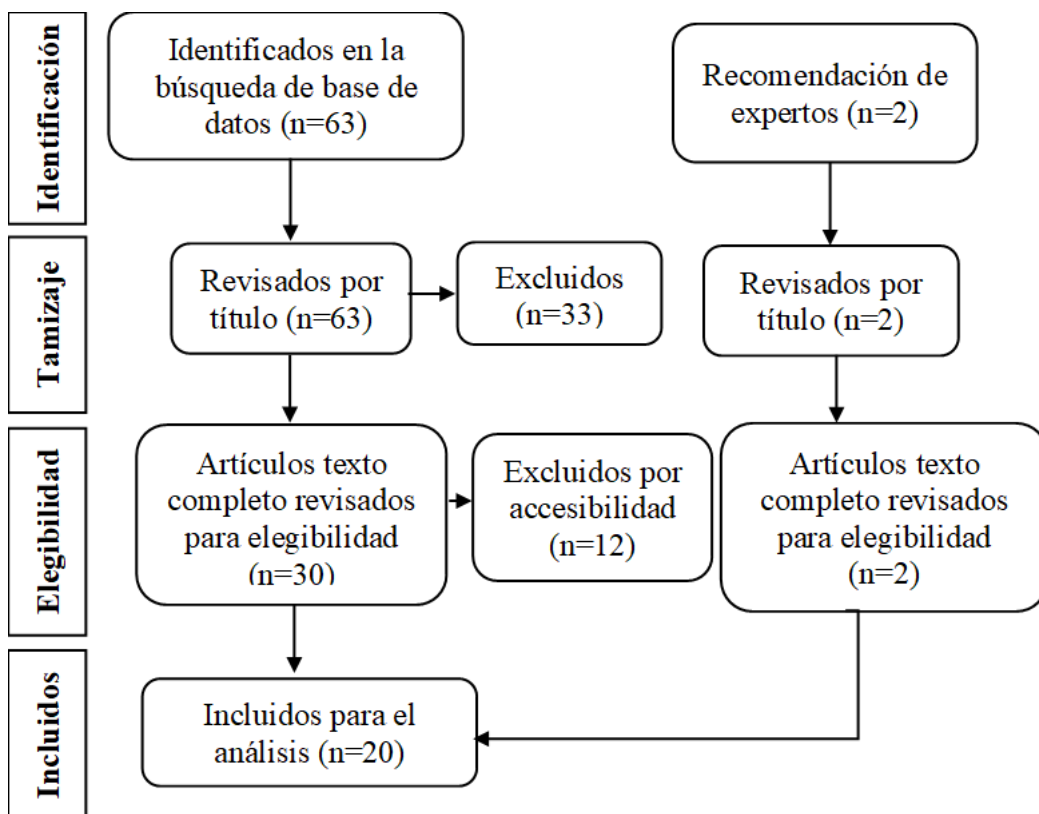 Identificación
Identificados en la
búsqueda de base de
datos (n=63)
Recomendación de
expertos (n=2)
Tamizaje
Revisados por
título (n=63)
Excluidos
(n=33)
Revisados por
título (n=2)
Elegibilidad
Artículos texto
completo revisados
para elegibilidad
(n=30)
Excluidos por
accesibilidad
(n=12)
Artículos texto
completo revisados
para elegibilidad
(n=2)
Incluidos
Incluidos para el
análisis (n=20)